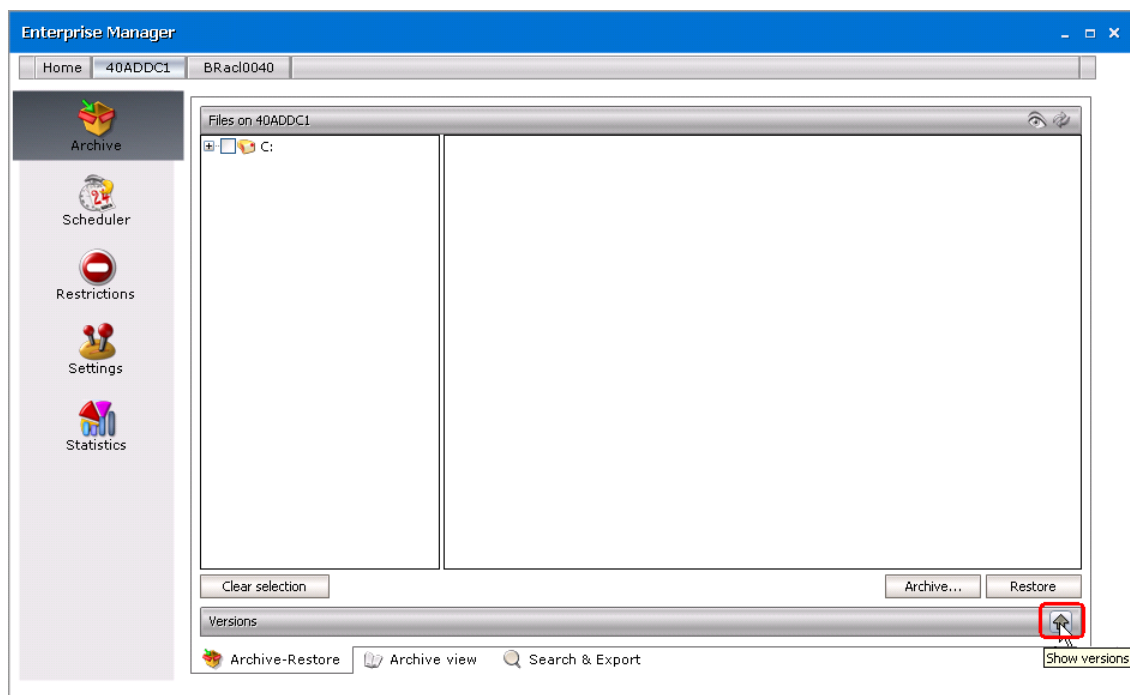 Enterprise Manager
Home 40ADDC1 BRacl0040
Files on 40ADDC1
Archive
C:
Scheduler
Restrictions
Settings
Statistics
Clear selection Archive... Restore
Versions
Archive-Restore Archive view Search & Export
Show versions